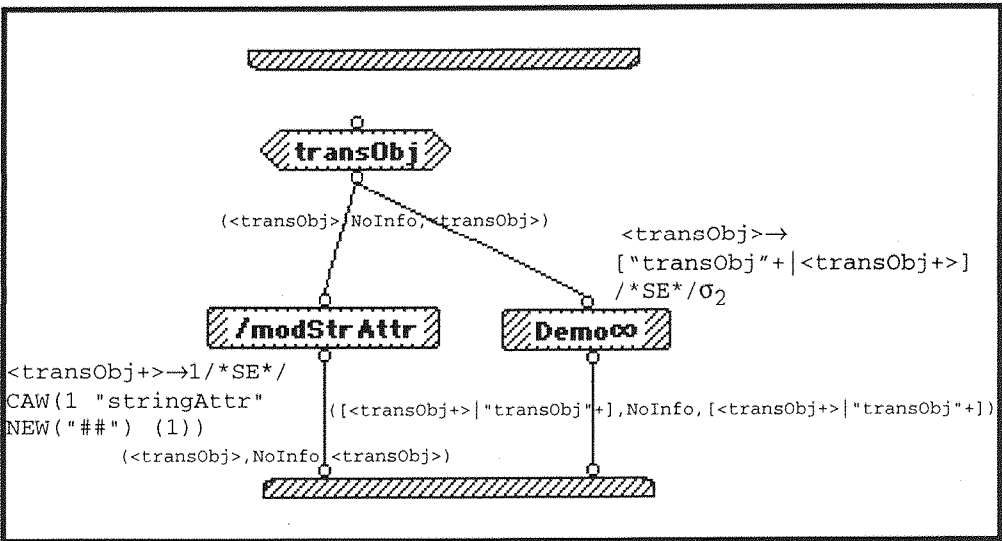 transObj
(<transObj>,NoInfo,<transObj>)
<transObj>→
["transObj"+|<transObj+>]
/*SE*/σ2
/modStrAttr
Demo∞
<transObj+>→1/*SE*/
CAW(1 "stringAttr"
NEW("##") (1))
([<transObj+>|"transObj"+],NoInfo,[<transObj+>|"transObj"+])
(<transObj>,NoInfo,<transObj>)